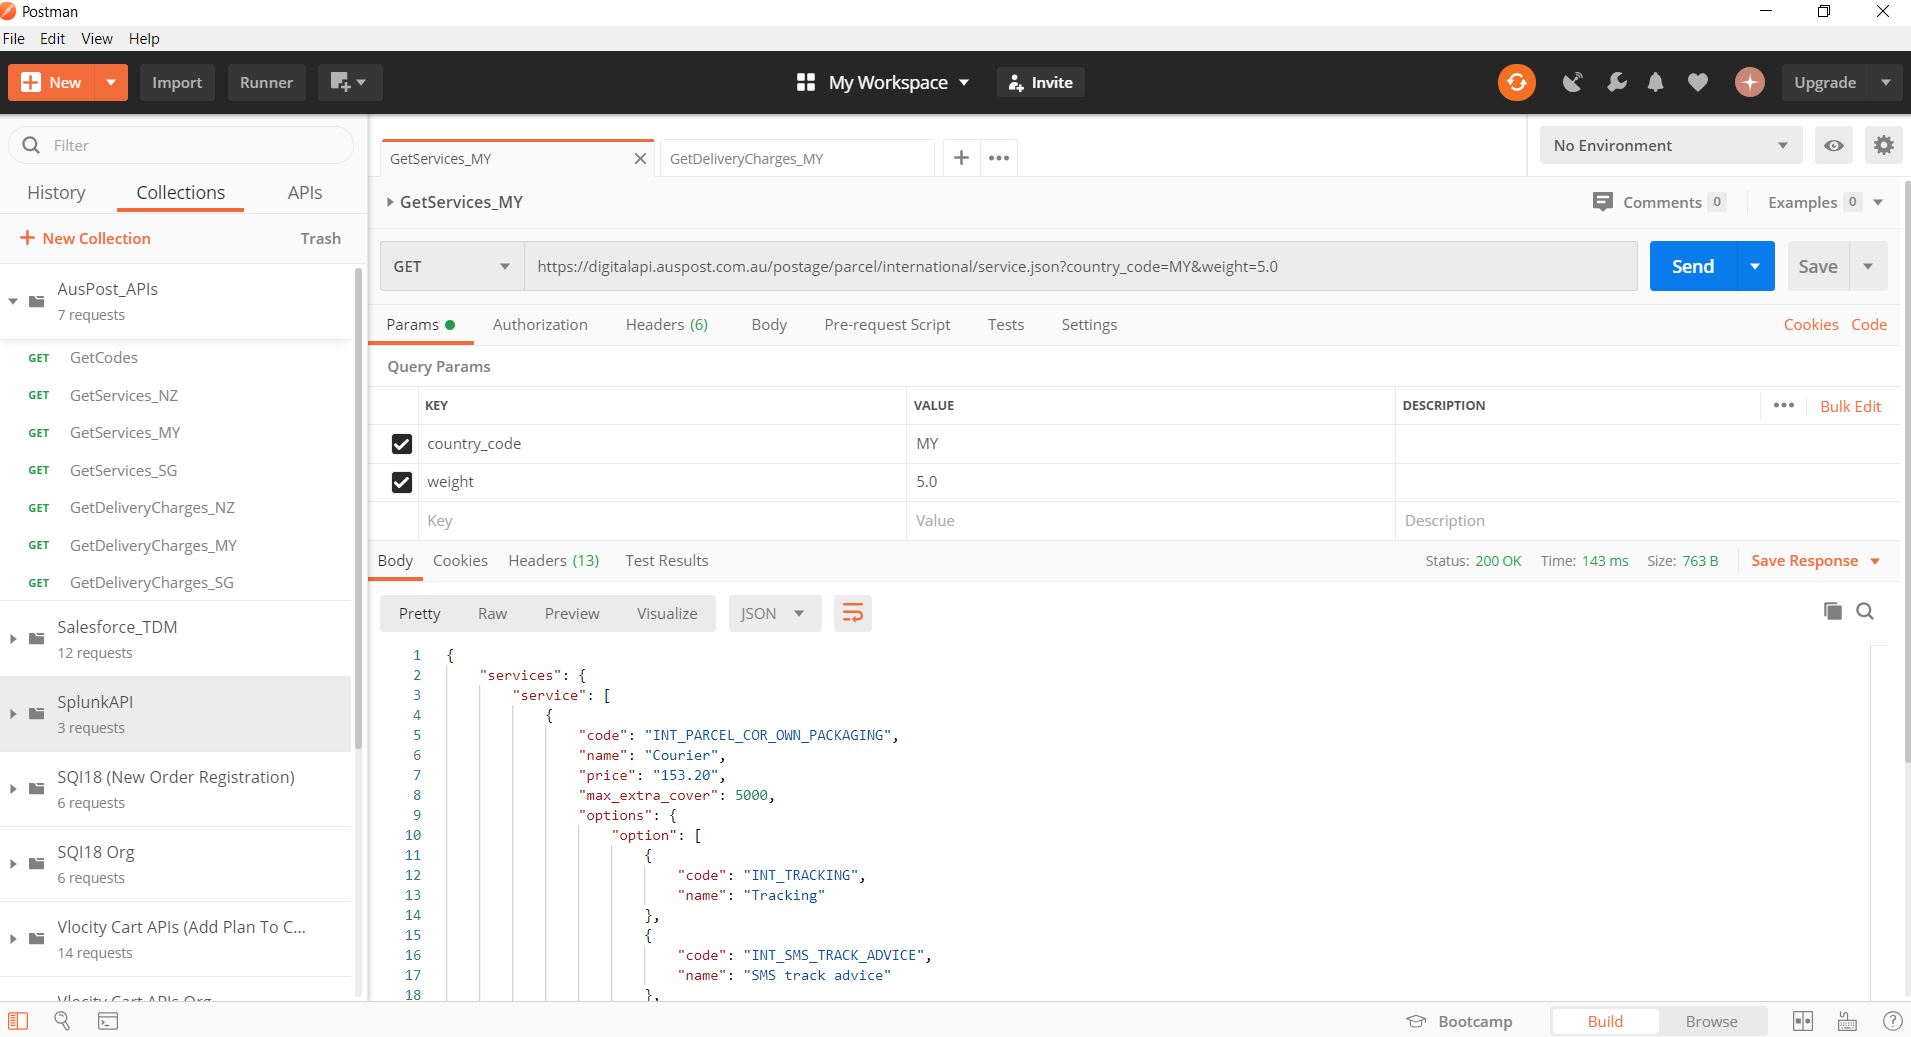 Postman
File Edit View Help
New Import Runner My Workspace Invite Upgrade
Filter
History Collections APIs
New Collection Trash
AusPost_APIs
7 requests
GET GetCodes
GET GetServices_NZ
GET GetServices_MY
GET GetServices_SG
GET GetDeliveryCharges_NZ
GET GetDeliveryCharges_MY
GET GetDeliveryCharges_SG
Salesforce_TDM
12 requests
SplunkAPI
3 requests
SQI18 (New Order Registration)
6 requests
SQI18 Org
6 requests
Vlocity Cart APIs (Add Plan To C...
14 requests
Vlocity Cart APIs Org
GetServices_MY GetDeliveryCharges_MY No Environment
GetServices_MY Comments 0 Examples 0
GET https://digitalapi.auspost.com.au/postage/parcel/international/service.json?country_code=MY&weight=5.0 Send Save
Params Authorization Headers (6) Body Pre-request Script Tests Settings Cookies Code
Query Params
KEY VALUE DESCRIPTION Bulk Edit
country_code MY
weight 5.0
Key Value Description
Body Cookies Headers (13) Test Results Status: 200 OK Time: 143 ms Size: 763 B Save Response
Pretty Raw Preview Visualize JSON
1 {
2 "services": {
3 "service": [
4 {
5 "code": "INT_PARCEL_COR_OWN_PACKAGING",
6 "name": "Courier",
7 "price": "153.20",
8 "max_extra_cover": 5000,
9 "options": {
10 "option": [
11 {
12 "code": "INT_TRACKING",
13 "name": "Tracking"
14 },
15 {
16 "code": "INT_SMS_TRACK_ADVICE",
17 "name": "SMS track advice"
18 },
Bootcamp Build Browse